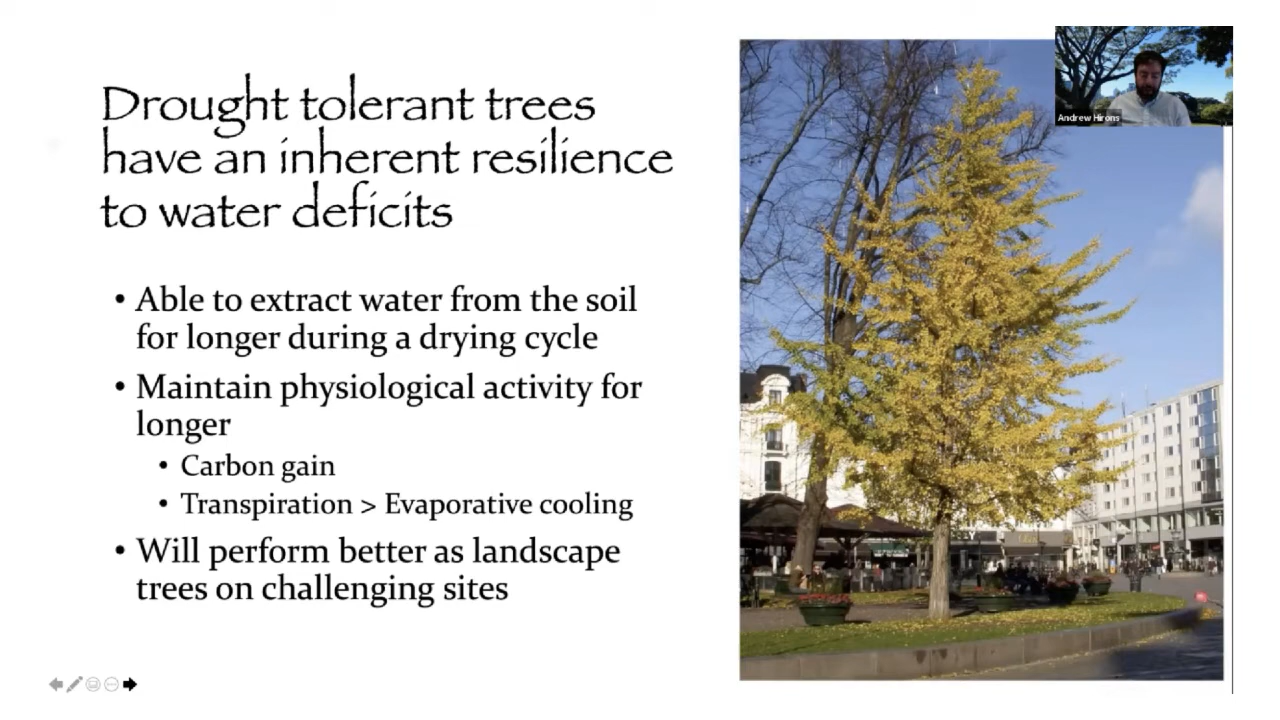 Drought tolerant trees
have an inherent resilience
to water deficits
• Able to extract water from the soil
for longer during a drying cycle
• Maintain physiological activity for
longer
• Carbon gain
• Transpiration > Evaporative cooling
• Will perform better as landscape
trees on challenging sites
Andrew Hirons